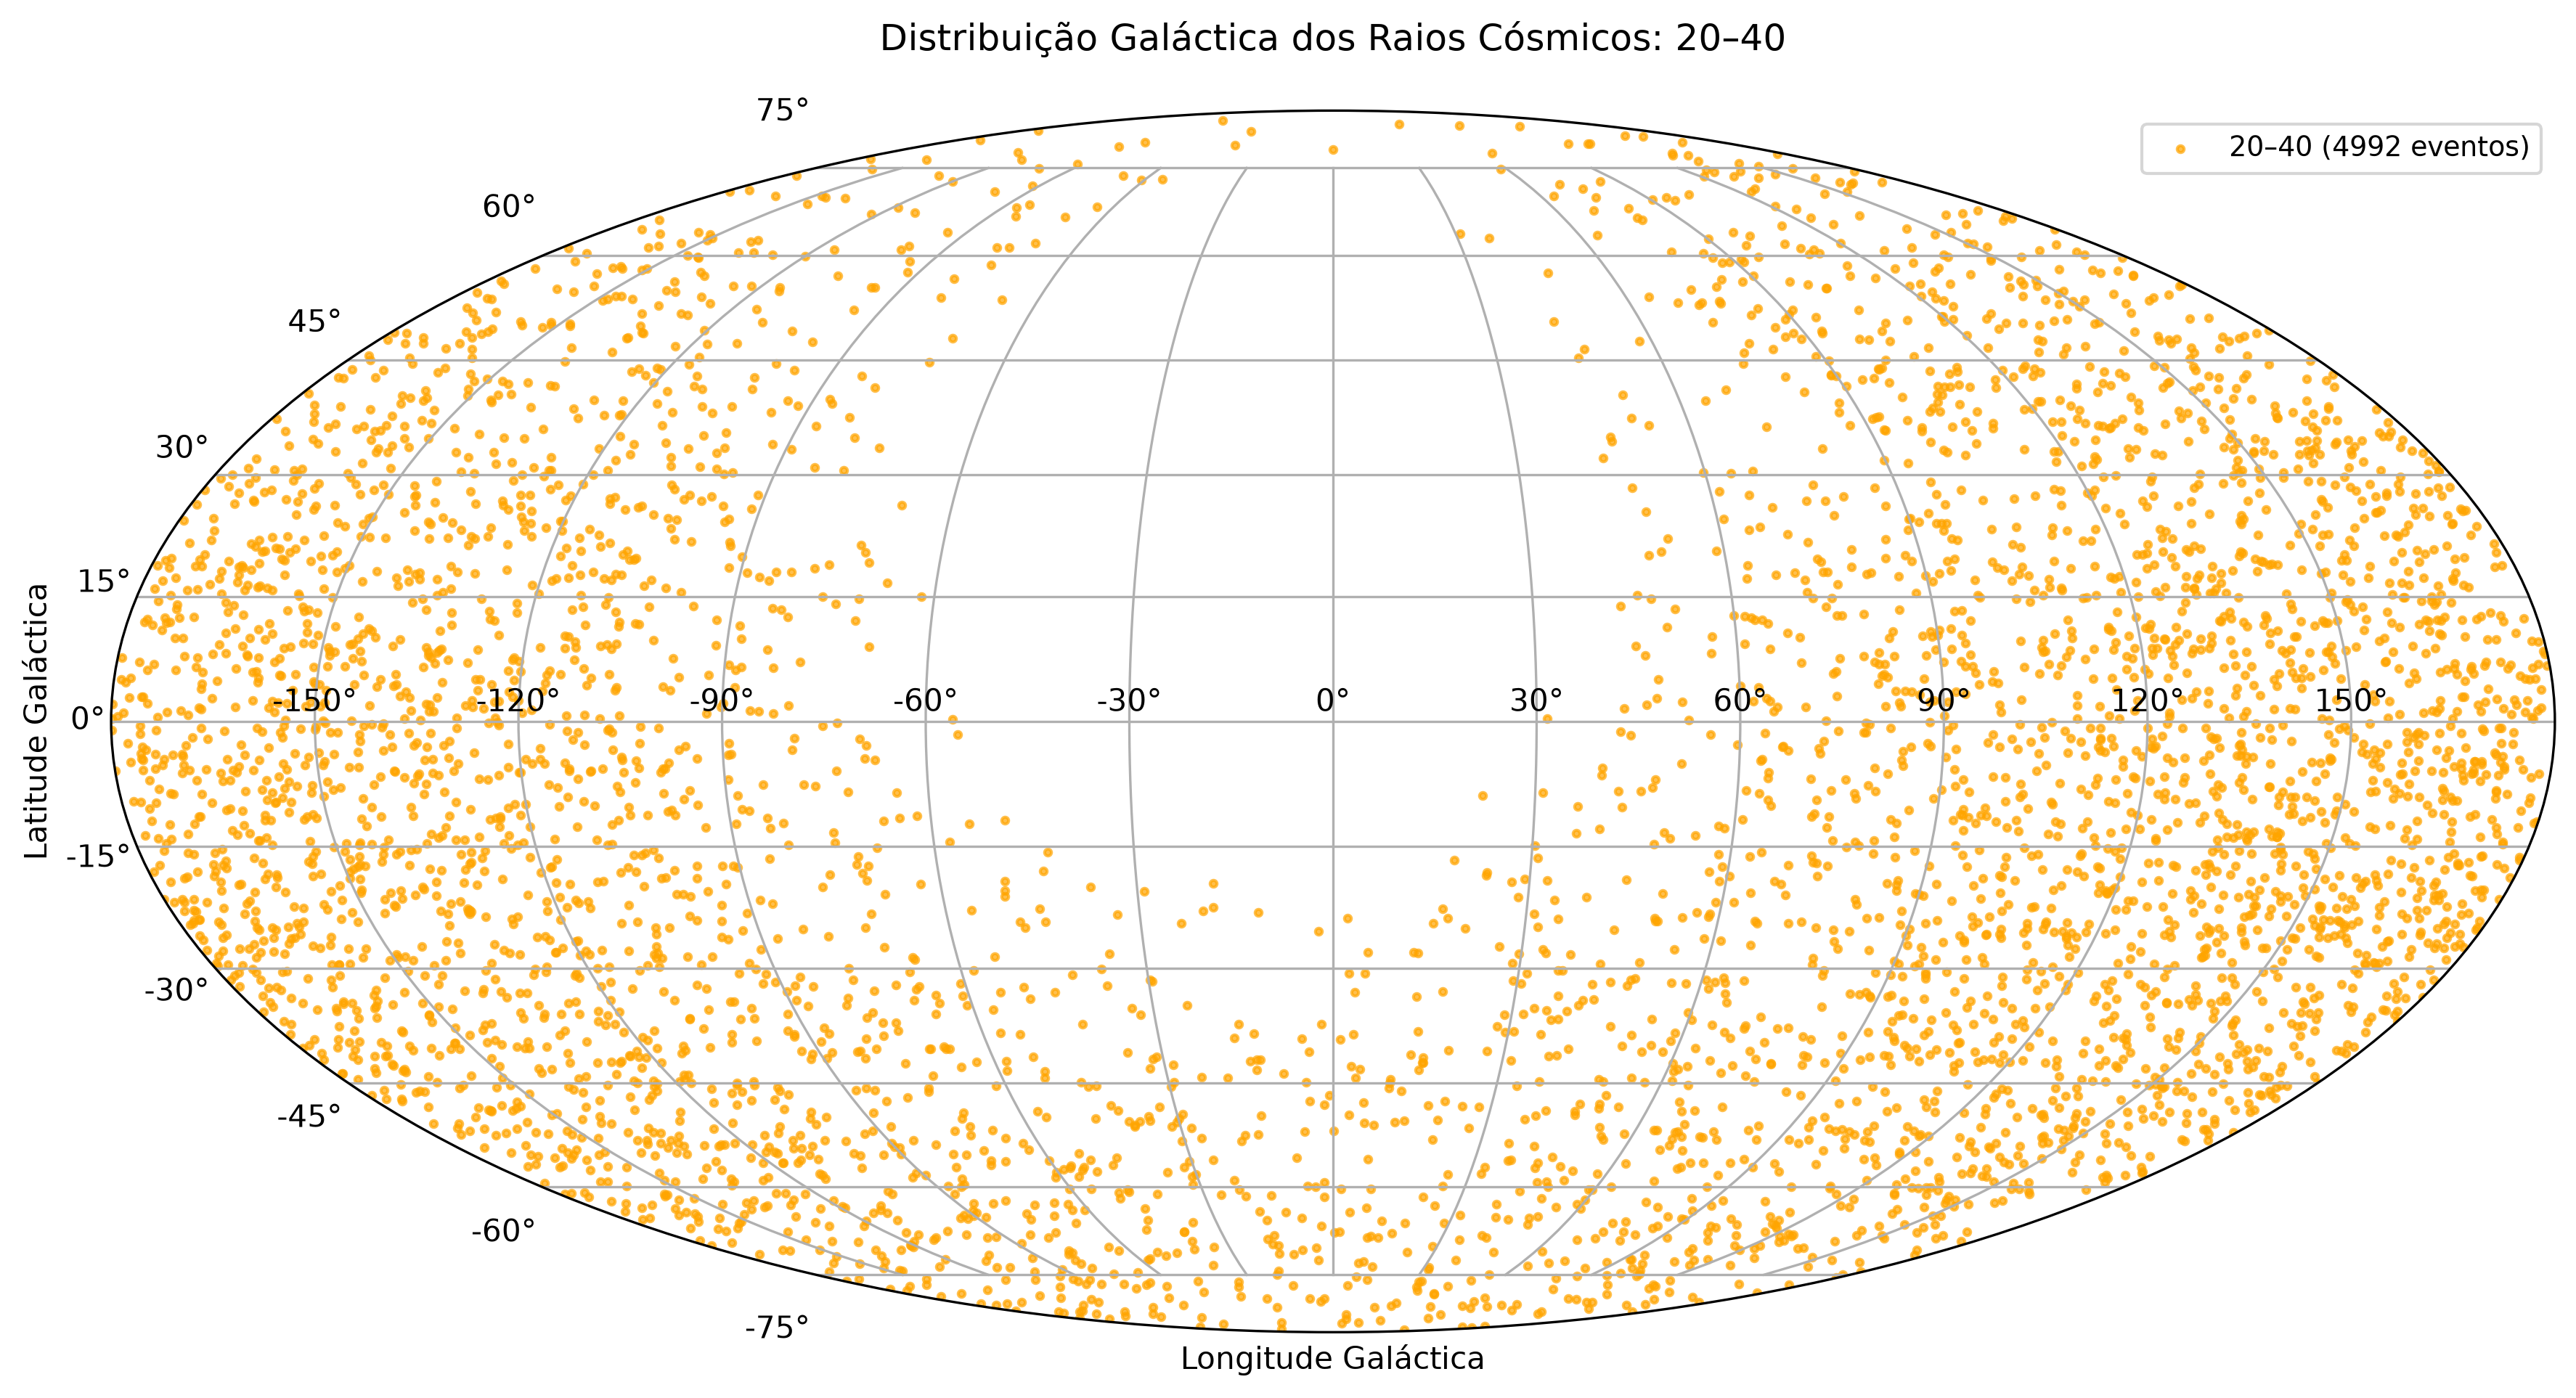 Distribuição Galáctica dos Raios Cósmicos: 20–40
75°
20–40 (4992 eventos)
60°
45°
30°
15°
-150° -120° -90° -60° -30° 0° 30° 60° 90° 120° 150°
0°
Latitude Galáctica
-15°
-30°
-45°
-60°
-75°
Longitude Galáctica